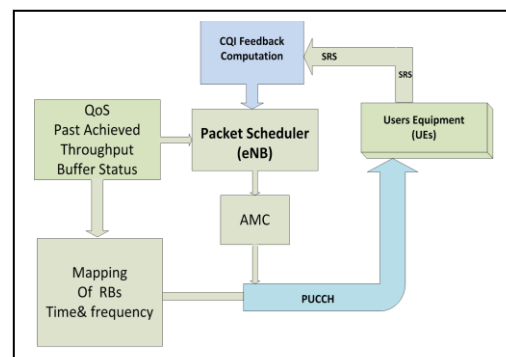 CQI Feedback
Computation
SRS
SRS
QoS
Past Achieved
Throughput
Buffer Status
Packet Scheduler
(eNB)
Users Equipment
(UEs)
AMC
Mapping
Of RBs
Time& frequency
PUCCH